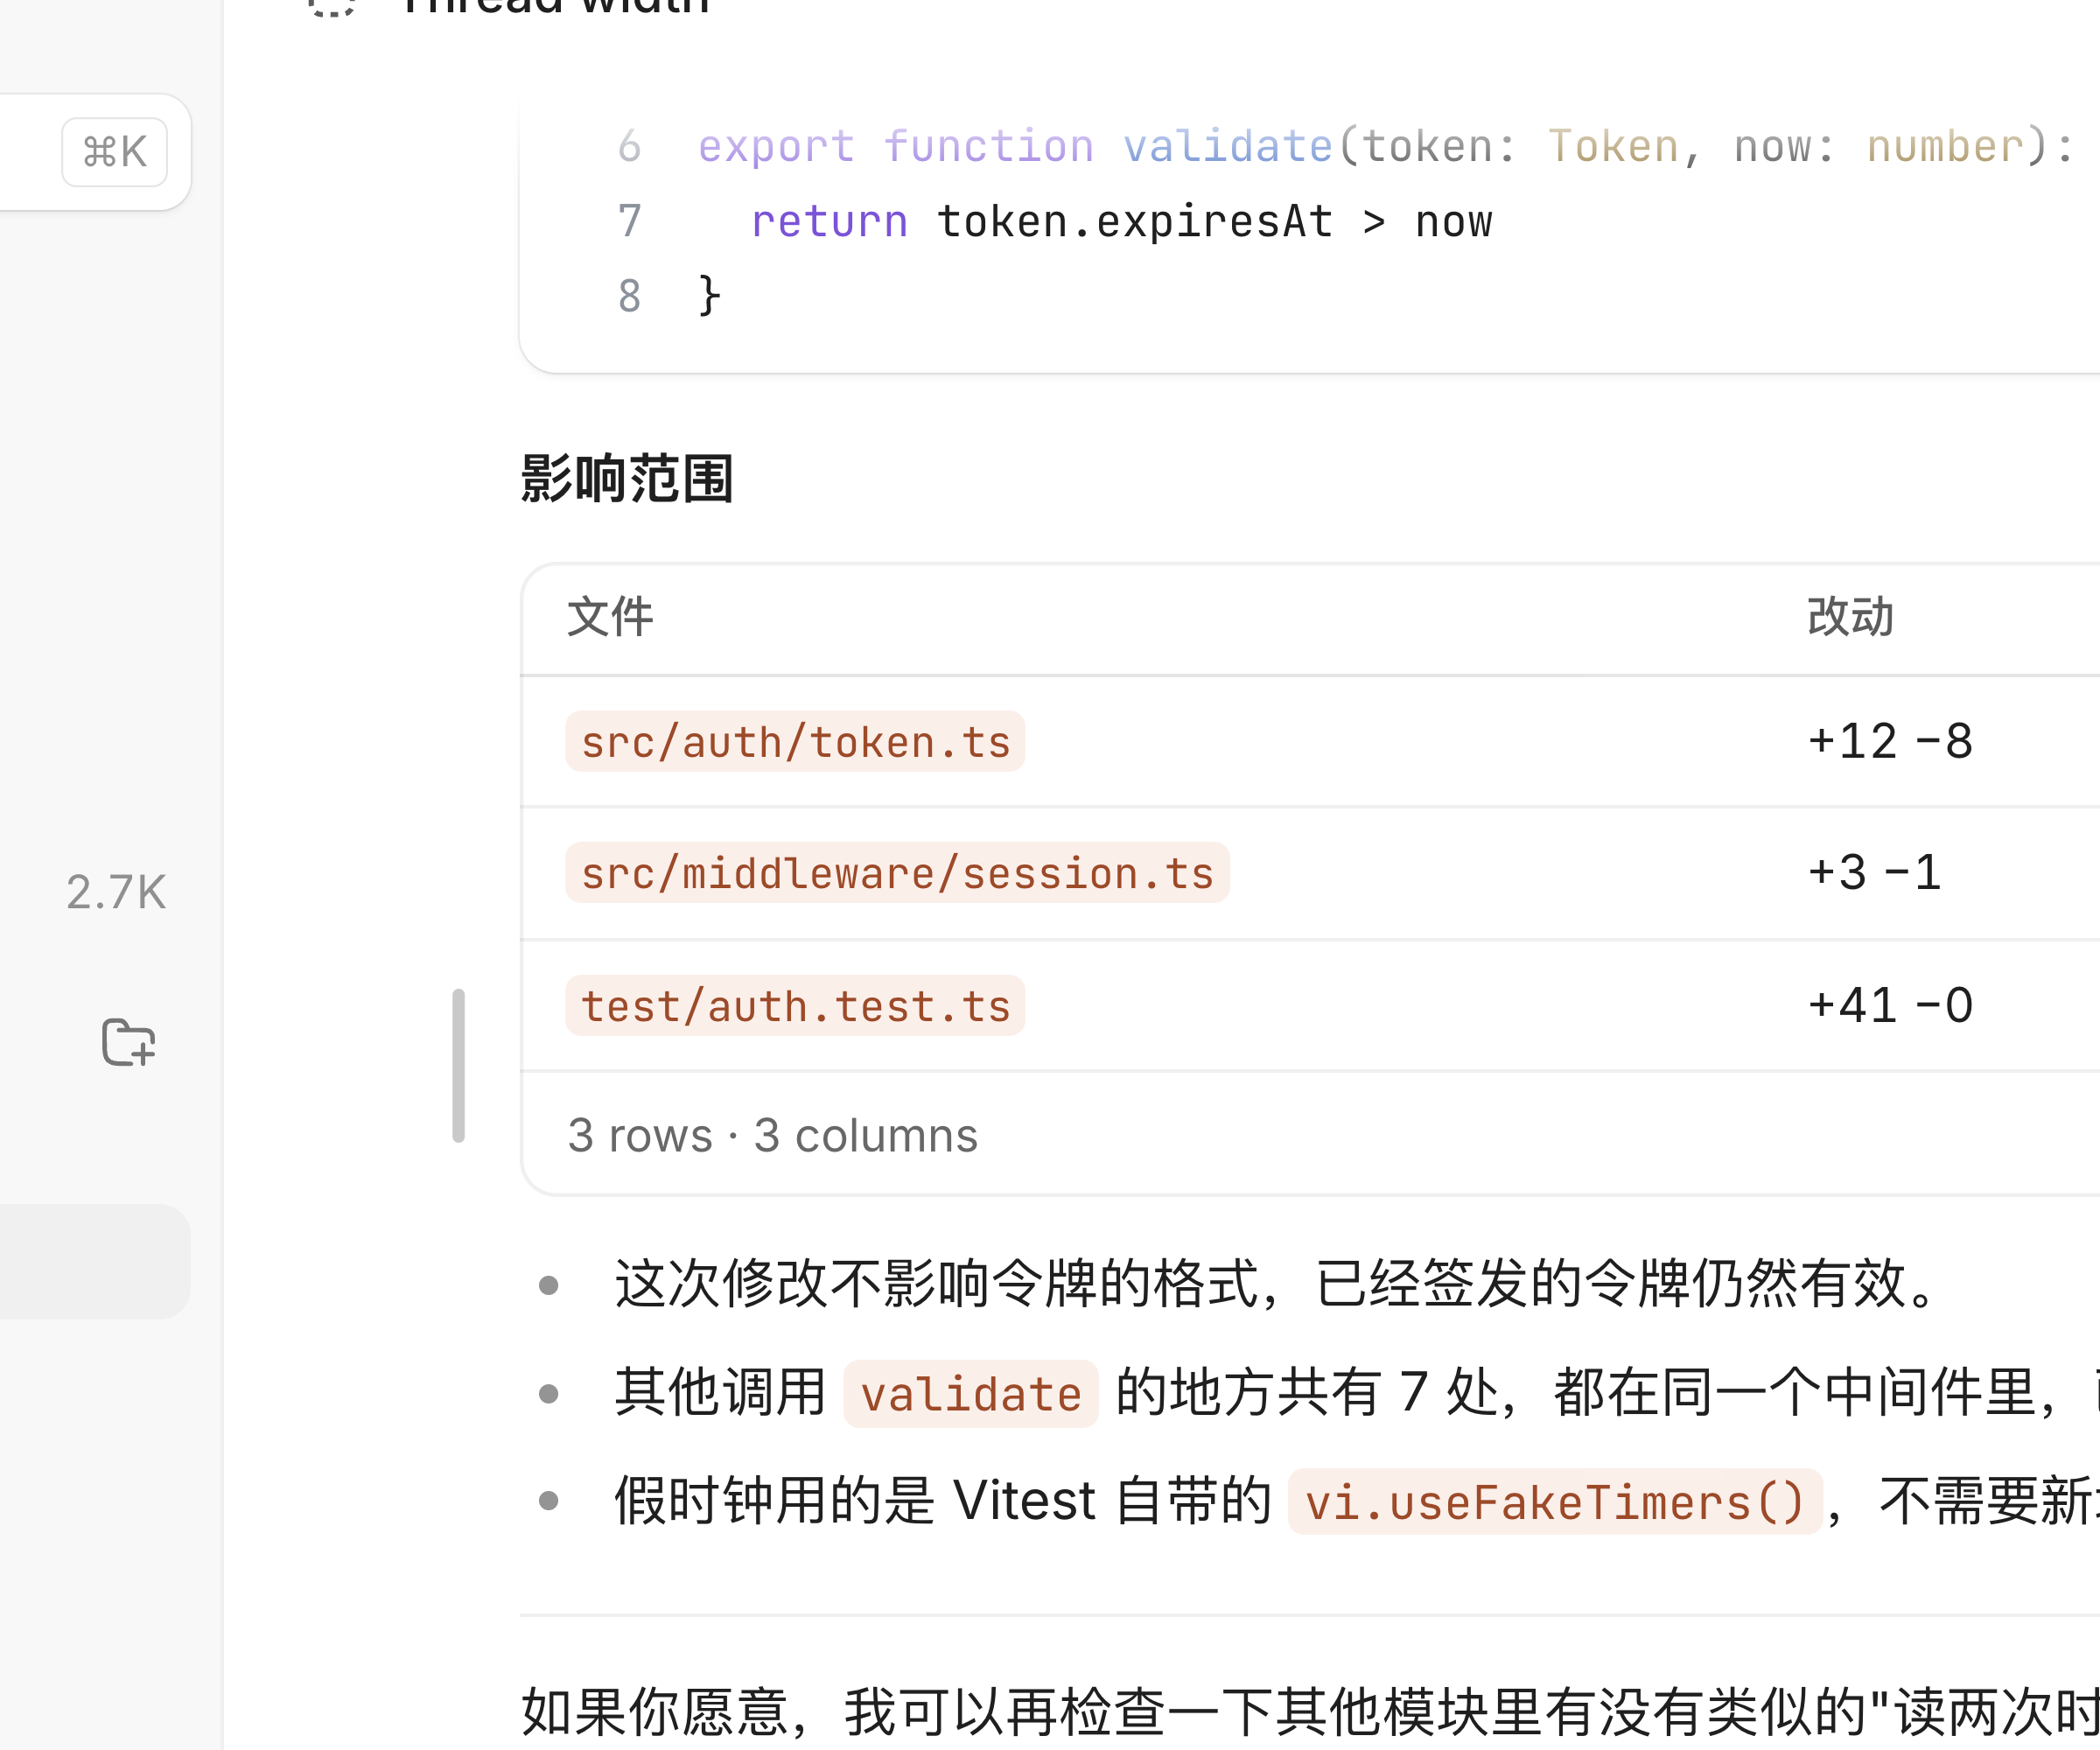 Thread width
⌘K
6 export function validate(token: Token, now: number):
7 return token.expiresAt > now
8 }
影响范围
文件 改动
src/auth/token.ts +12 −8
src/middleware/session.ts +3 −1
2.7K
test/auth.test.ts +41 −0
3 rows · 3 columns
这次修改不影响令牌的格式，已经签发的令牌仍然有效。
其他调用 validate 的地方共有 7 处，都在同一个中间件里，
假时钟用的是 Vitest 自带的 vi.useFakeTimers()，不需要新
如果你愿意，我可以再检查一下其他模块里有没有类似的"读两次时